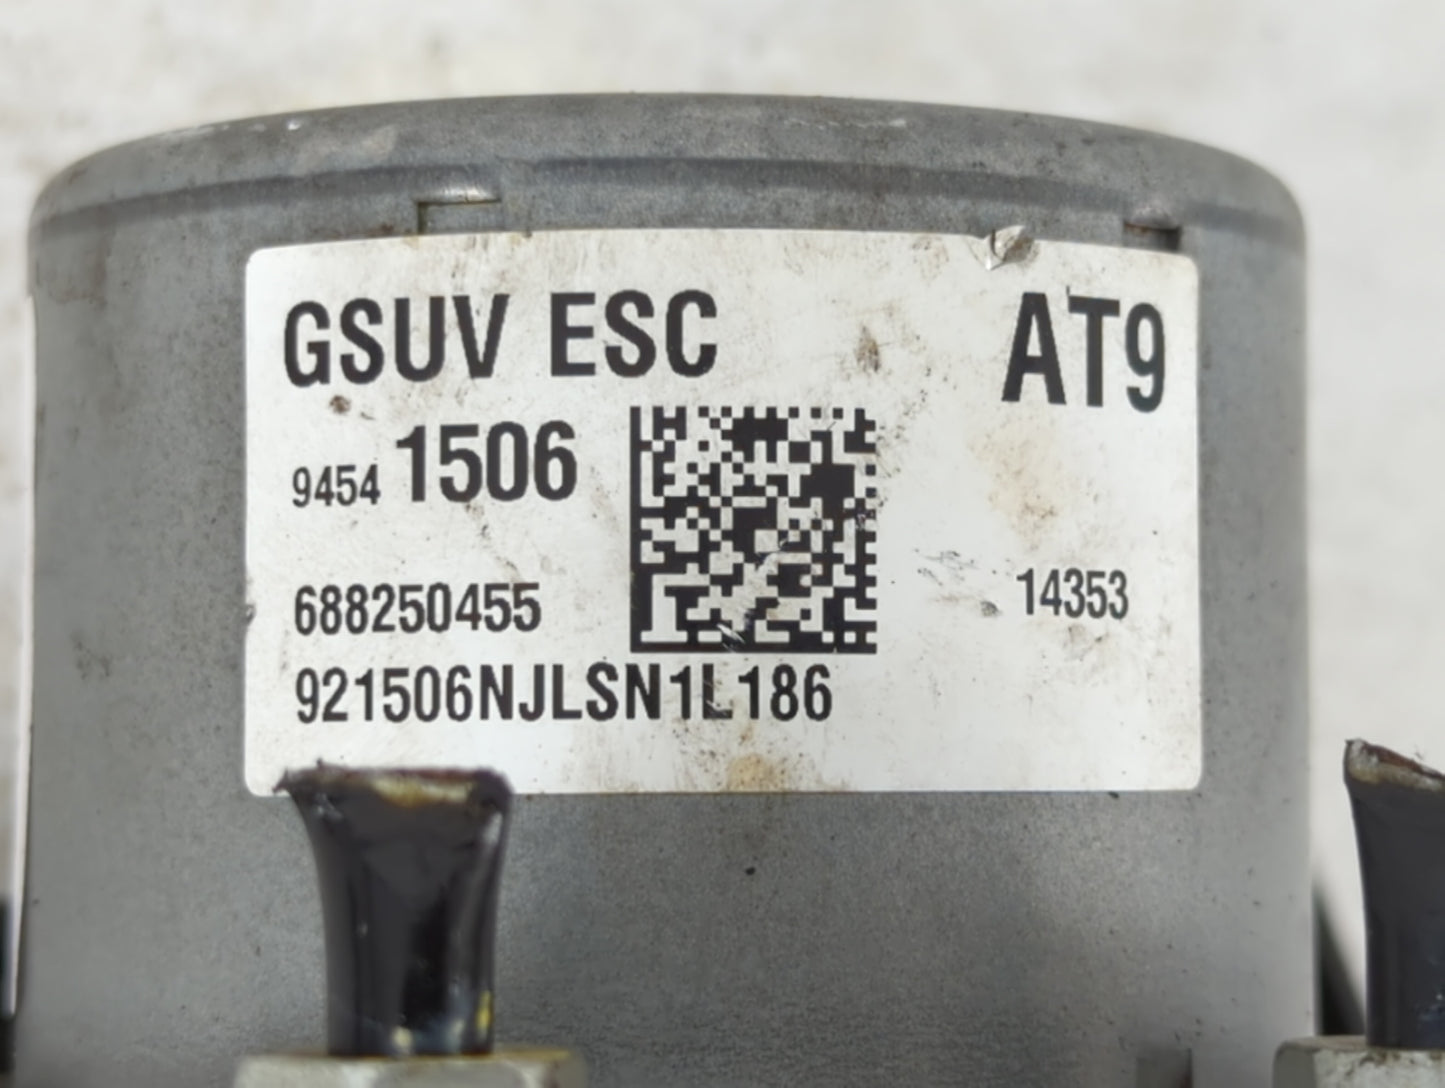 GSUV ESC AT9
9454 1506
688250455 14353
921506NJLSN1L186